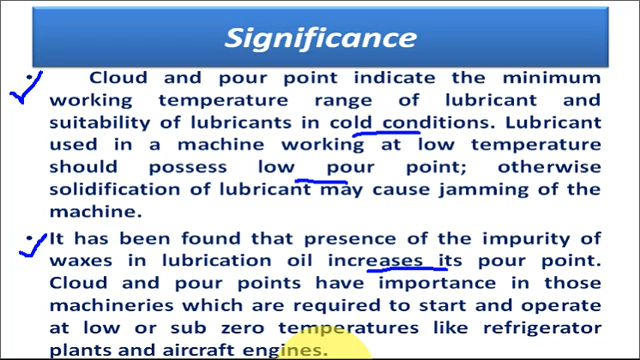 Significance
• Cloud and pour point indicate the minimum
working temperature range of lubricant and
suitability of lubricants in cold conditions. Lubricant
used in a machine working at low temperature
should possess low pour point; otherwise
solidification of lubricant may cause jamming of the
machine.
• It has been found that presence of the impurity of
waxes in lubrication oil increases its pour point.
Cloud and pour points have importance in those
machineries which are required to start and operate
at low or sub zero temperatures like refrigerator
plants and aircraft engines.